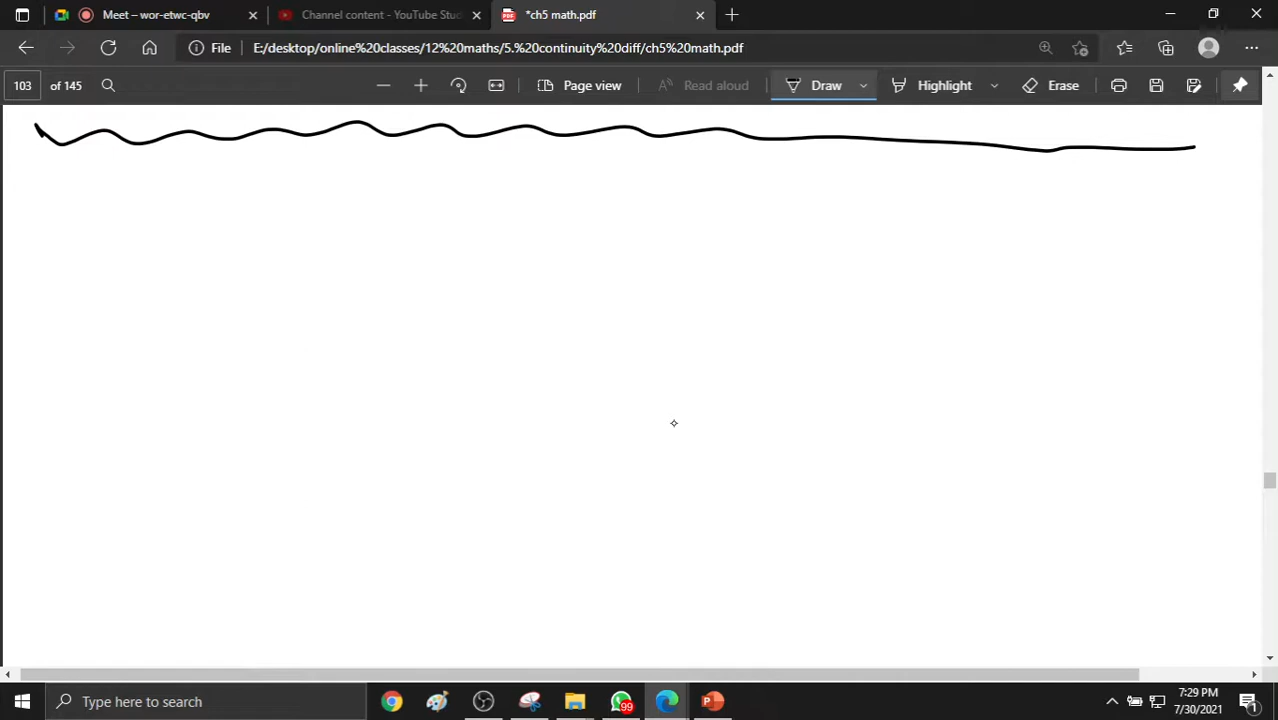 Meet – wor-etwc-qbv
Channel content - YouTube Stud
*ch5 math.pdf
File E:/desktop/online%20classes/12%20maths/5.%20continuity%20diff/ch5%20math.pdf
103 of 145 Page view Read aloud Draw Highlight Erase
Type here to search
99
7:29 PM
7/30/2021
1